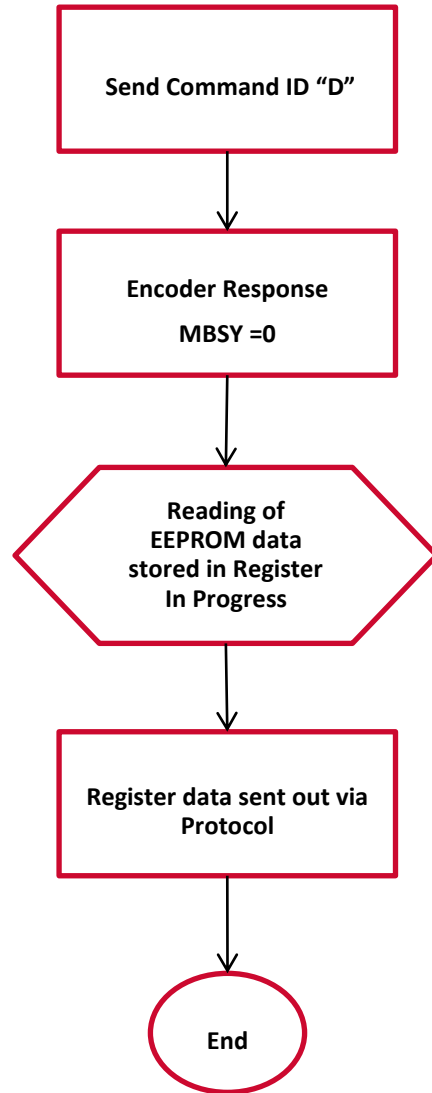 Send Command ID “D”
Encoder Response
MBSY =0
Reading of
EEPROM data
stored in Register
In Progress
Register data sent out via
Protocol
End